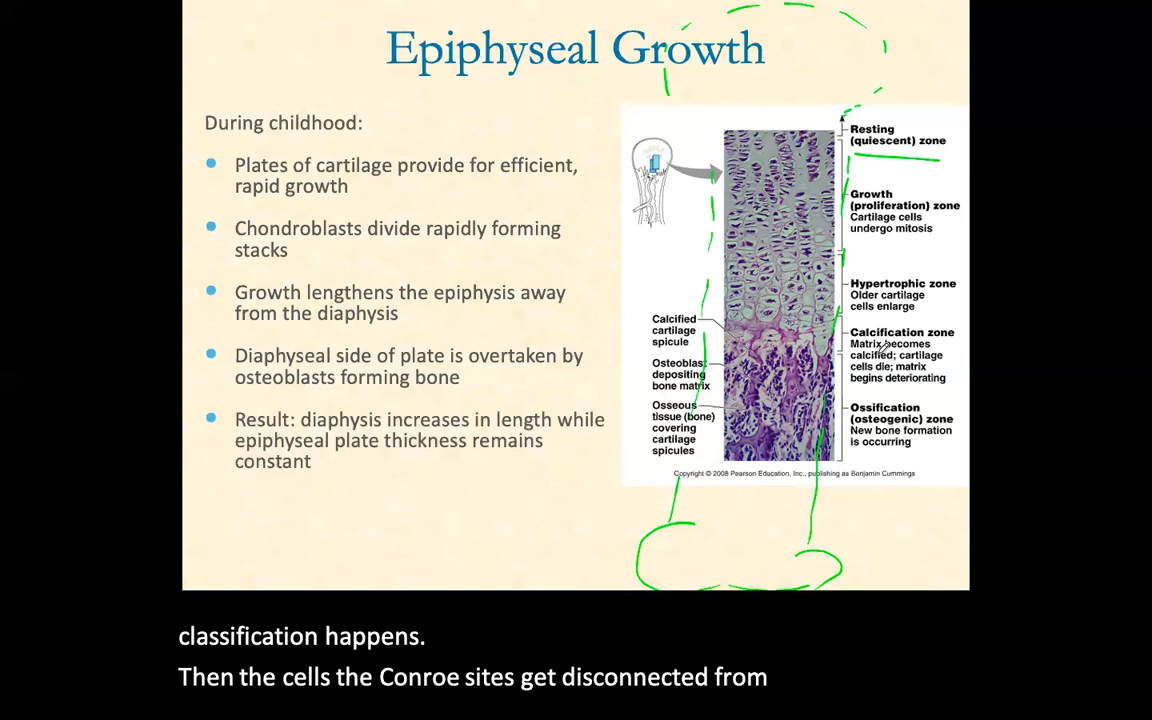 Epiphyseal Growth
During childhood:
Plates of cartilage provide for efficient,
rapid growth
Chondroblasts divide rapidly forming
stacks
Growth lengthens the epiphysis away
from the diaphysis
Diaphyseal side of plate is overtaken by
osteoblasts forming bone
Result: diaphysis increases in length while
epiphyseal plate thickness remains
constant
Resting
(quiescent) zone
Growth
(proliferation) zone
Cartilage cells
undergo mitosis
Hypertrophic zone
Older cartilage
cells enlarge
Calcification zone
Matrix becomes
calcified; cartilage
cells die; matrix
begins deteriorating
Ossification
(osteogenic) zone
New bone formation
is occurring
Calcified
cartilage
spicule
Osteoblast
depositing
bone matrix
Osseous
tissue (bone)
covering
cartilage
spicules
Copyright © 2008 Pearson Education, Inc., publishing as Benjamin Cummings
classification happens.
Then the cells the Conroe sites get disconnected from